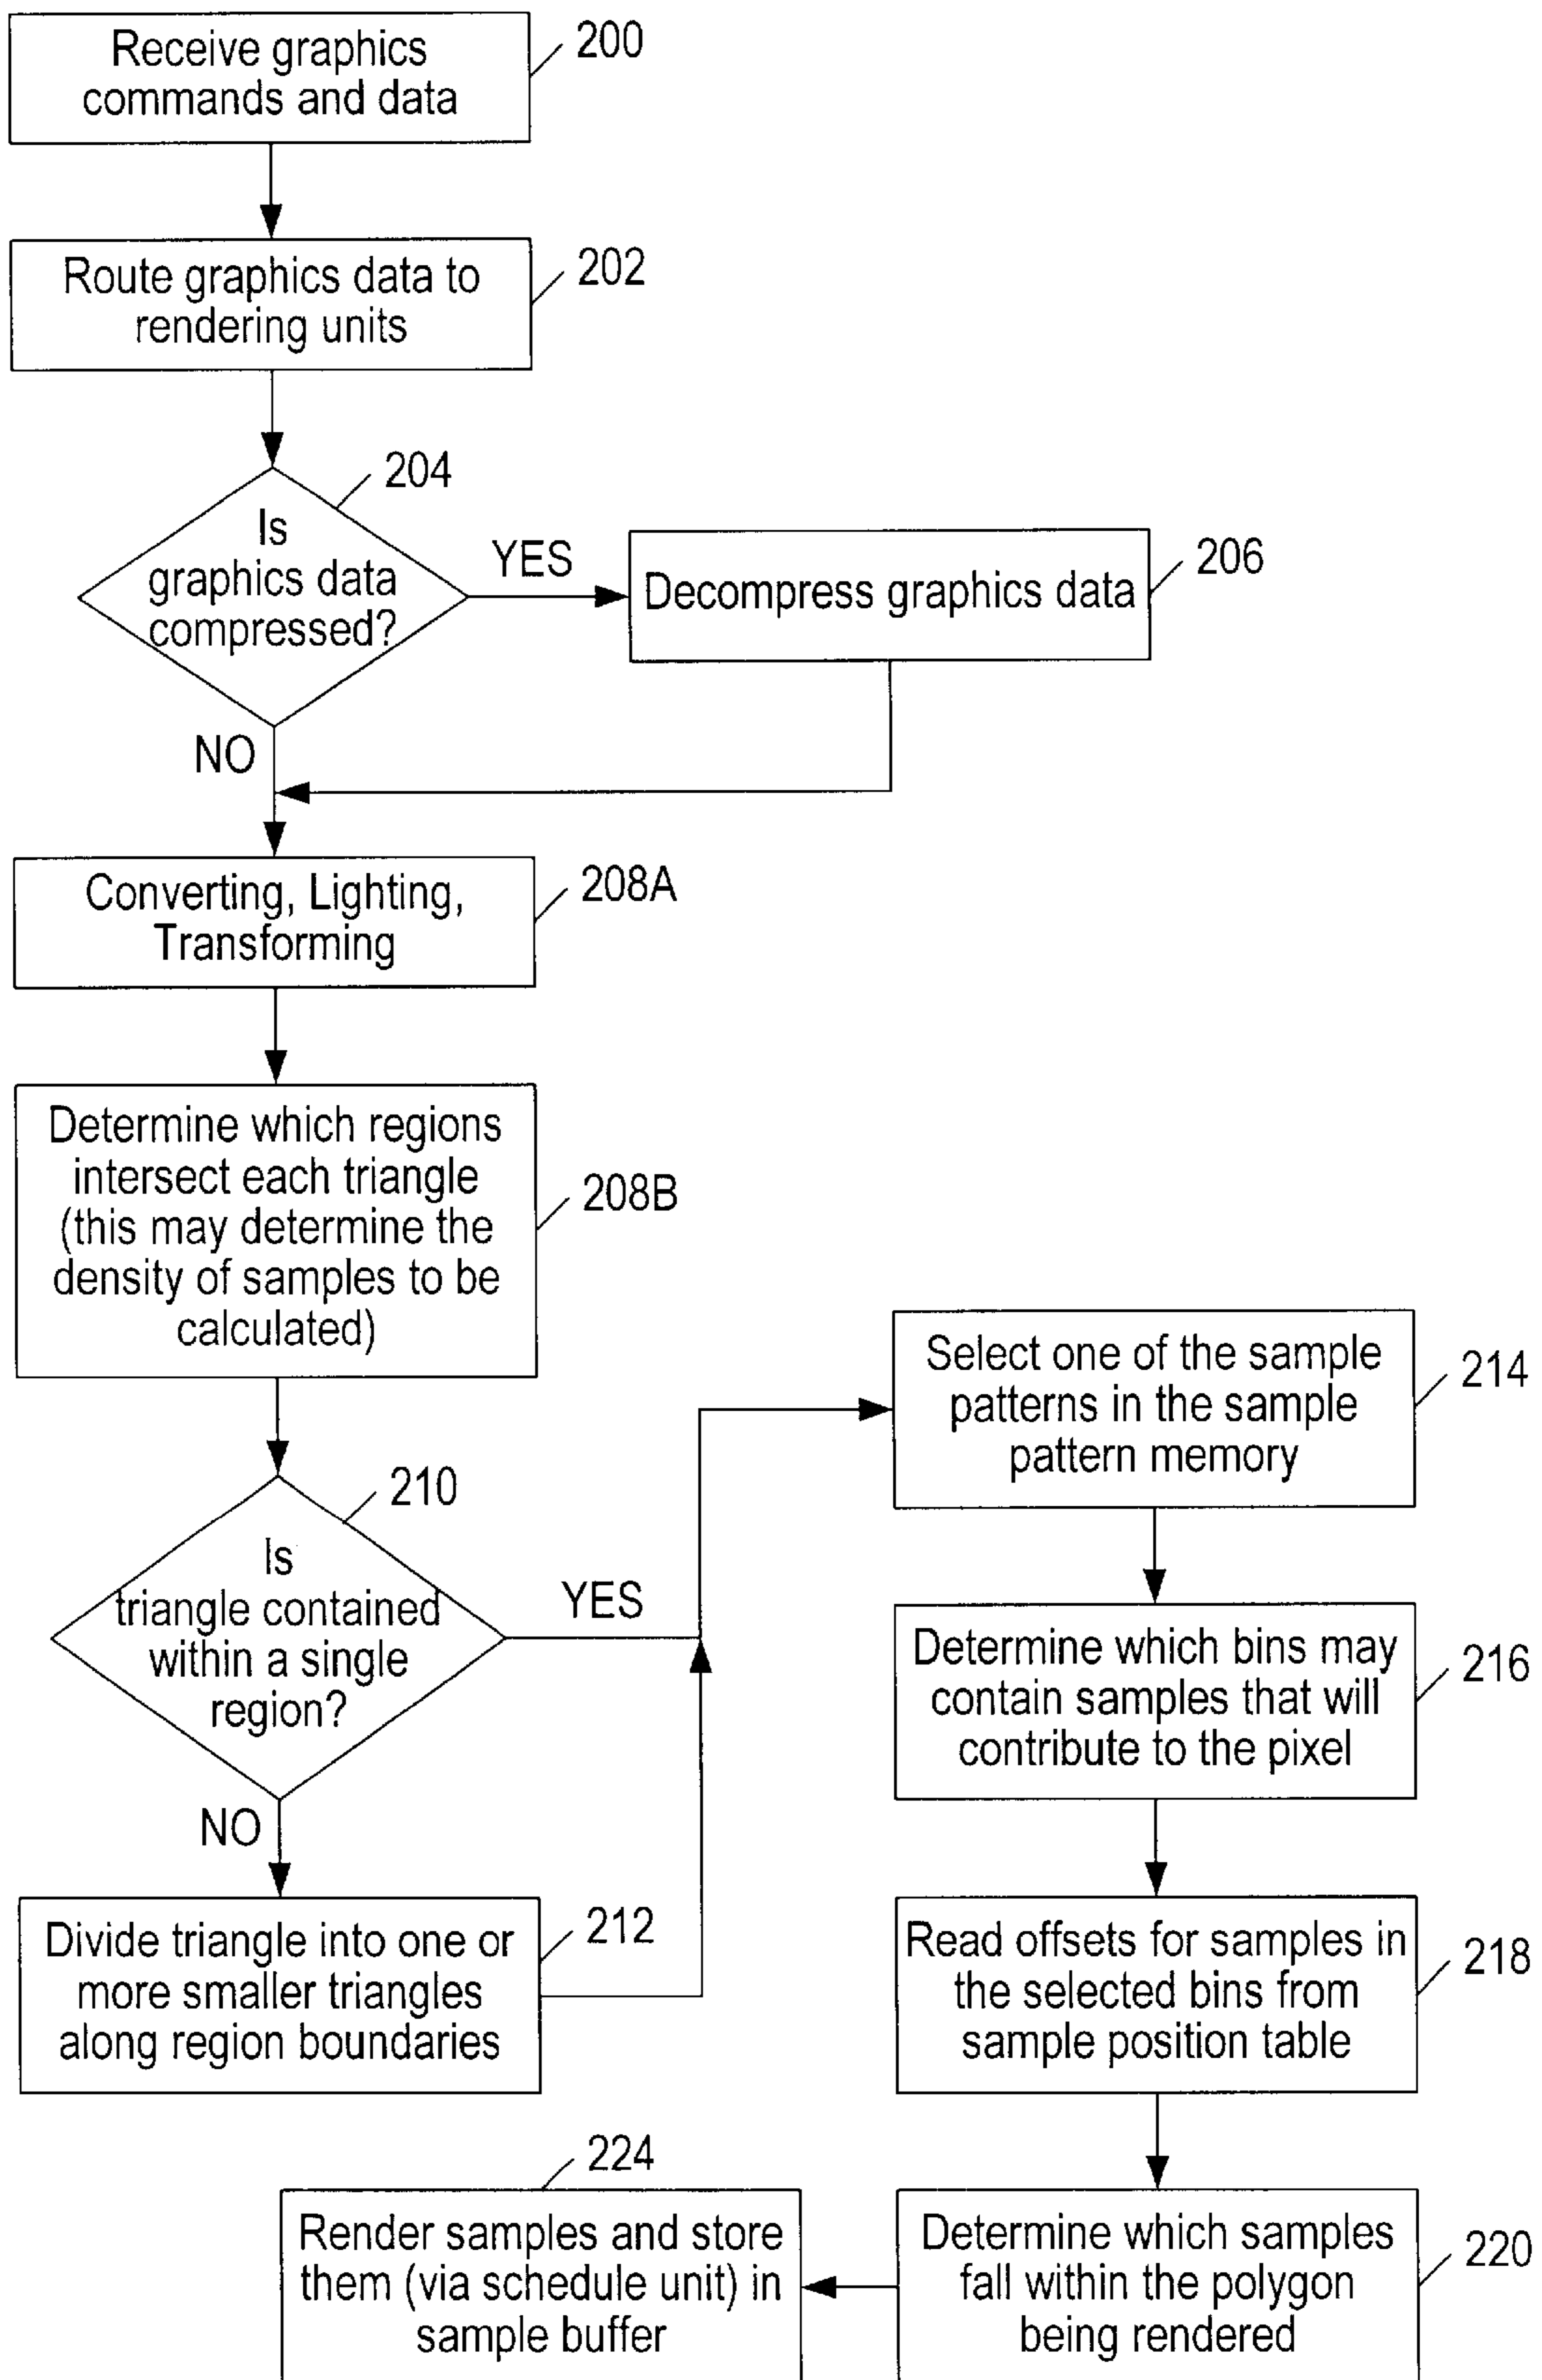 Receive graphics
commands and data
200
Route graphics data to
rendering units
202
204
Is
graphics data
compressed?
YES
Decompress graphics data
206
NO
Converting, Lighting,
Transforming
208A
Determine which regions
intersect each triangle
(this may determine the
density of samples to be
calculated)
208B
210
Is
triangle contained
within a single
region?
YES
NO
Divide triangle into one or
more smaller triangles
along region boundaries
212
Select one of the sample
patterns in the sample
pattern memory
214
Determine which bins may
contain samples that will
contribute to the pixel
216
Read offsets for samples in
the selected bins from
sample position table
218
Determine which samples
fall within the polygon
being rendered
220
224
Render samples and store
them (via schedule unit) in
sample buffer